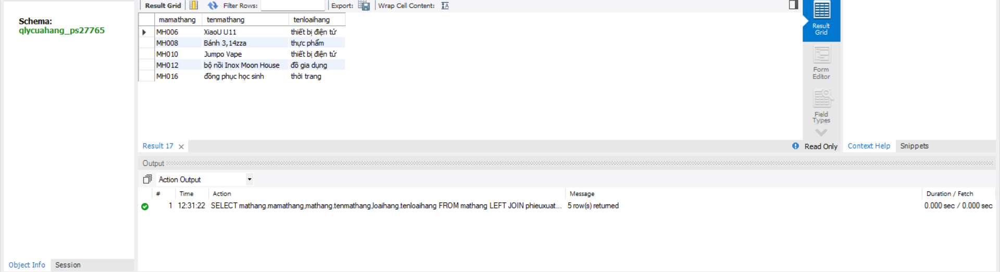 Result Grid Filter Rows: Export: Wrap Cell Content: IA
Schema:
qlycuahang_ps27765
mamathang tenmathang tenloaihang
MH006 XiaoU U11 thiết bị điện tử
MH008 Bánh 3,14zza thực phẩm
MH010 Jumpo Vape thiết bị điện tử
MH012 bộ nồi Inox Moon House đồ gia dụng
MH016 đồng phục học sinh thời trang
Result
Grid
Form
Editor
Field
Types
Result 17 Read Only Context Help Snippets
Output
Action Output
# Time Action Message Duration / Fetch
1 12:31:22 SELECT mathang.mamathang,mathang.tenmathang,loaihang.tenloaihang FROM mathang LEFT JOIN phieuxuat... 5 row(s) returned 0.000 sec / 0.000 sec
Object Info Session